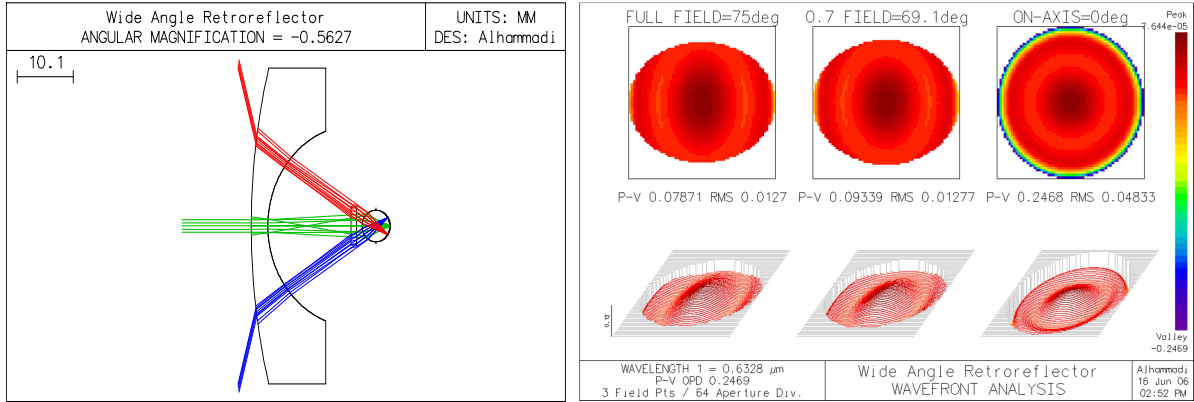 Wide Angle Retroreflector
ANGULAR MAGNIFICATION = -0.5627
UNITS: MM
DES: Alhammadi
10.1
FULL FIELD=75deg
0.7 FIELD=69.1deg
ON-AXIS=0deg
Peak
7.644e-05
P-V 0.07871 RMS 0.0127
P-V 0.09339 RMS 0.01277
P-V 0.2468 RMS 0.04833
0.12
Valley
-0.2469
WAVELENGTH 1 = 0.6328 µm
P-V OPD 0.2469
3 Field Pts / 64 Aperture Div.
Wide Angle Retroreflector
WAVEFRONT ANALYSIS
Alhammadi
16 Jun 06
02:52 PM